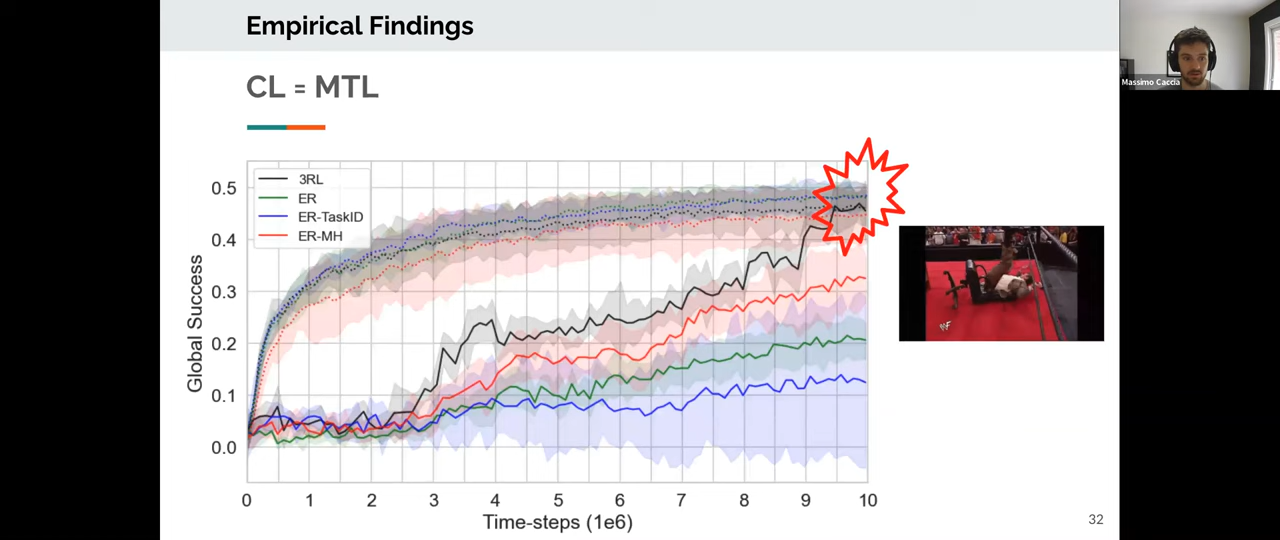 Empirical Findings
CL = MTL
Massimo Caccia
3RL
ER
ER-TaskID
ER-MH
Global Success
0.5
0.4
0.3
0.2
0.1
0.0
0 1 2 3 4 5 6 7 8 9 10
Time-steps (1e6)
32